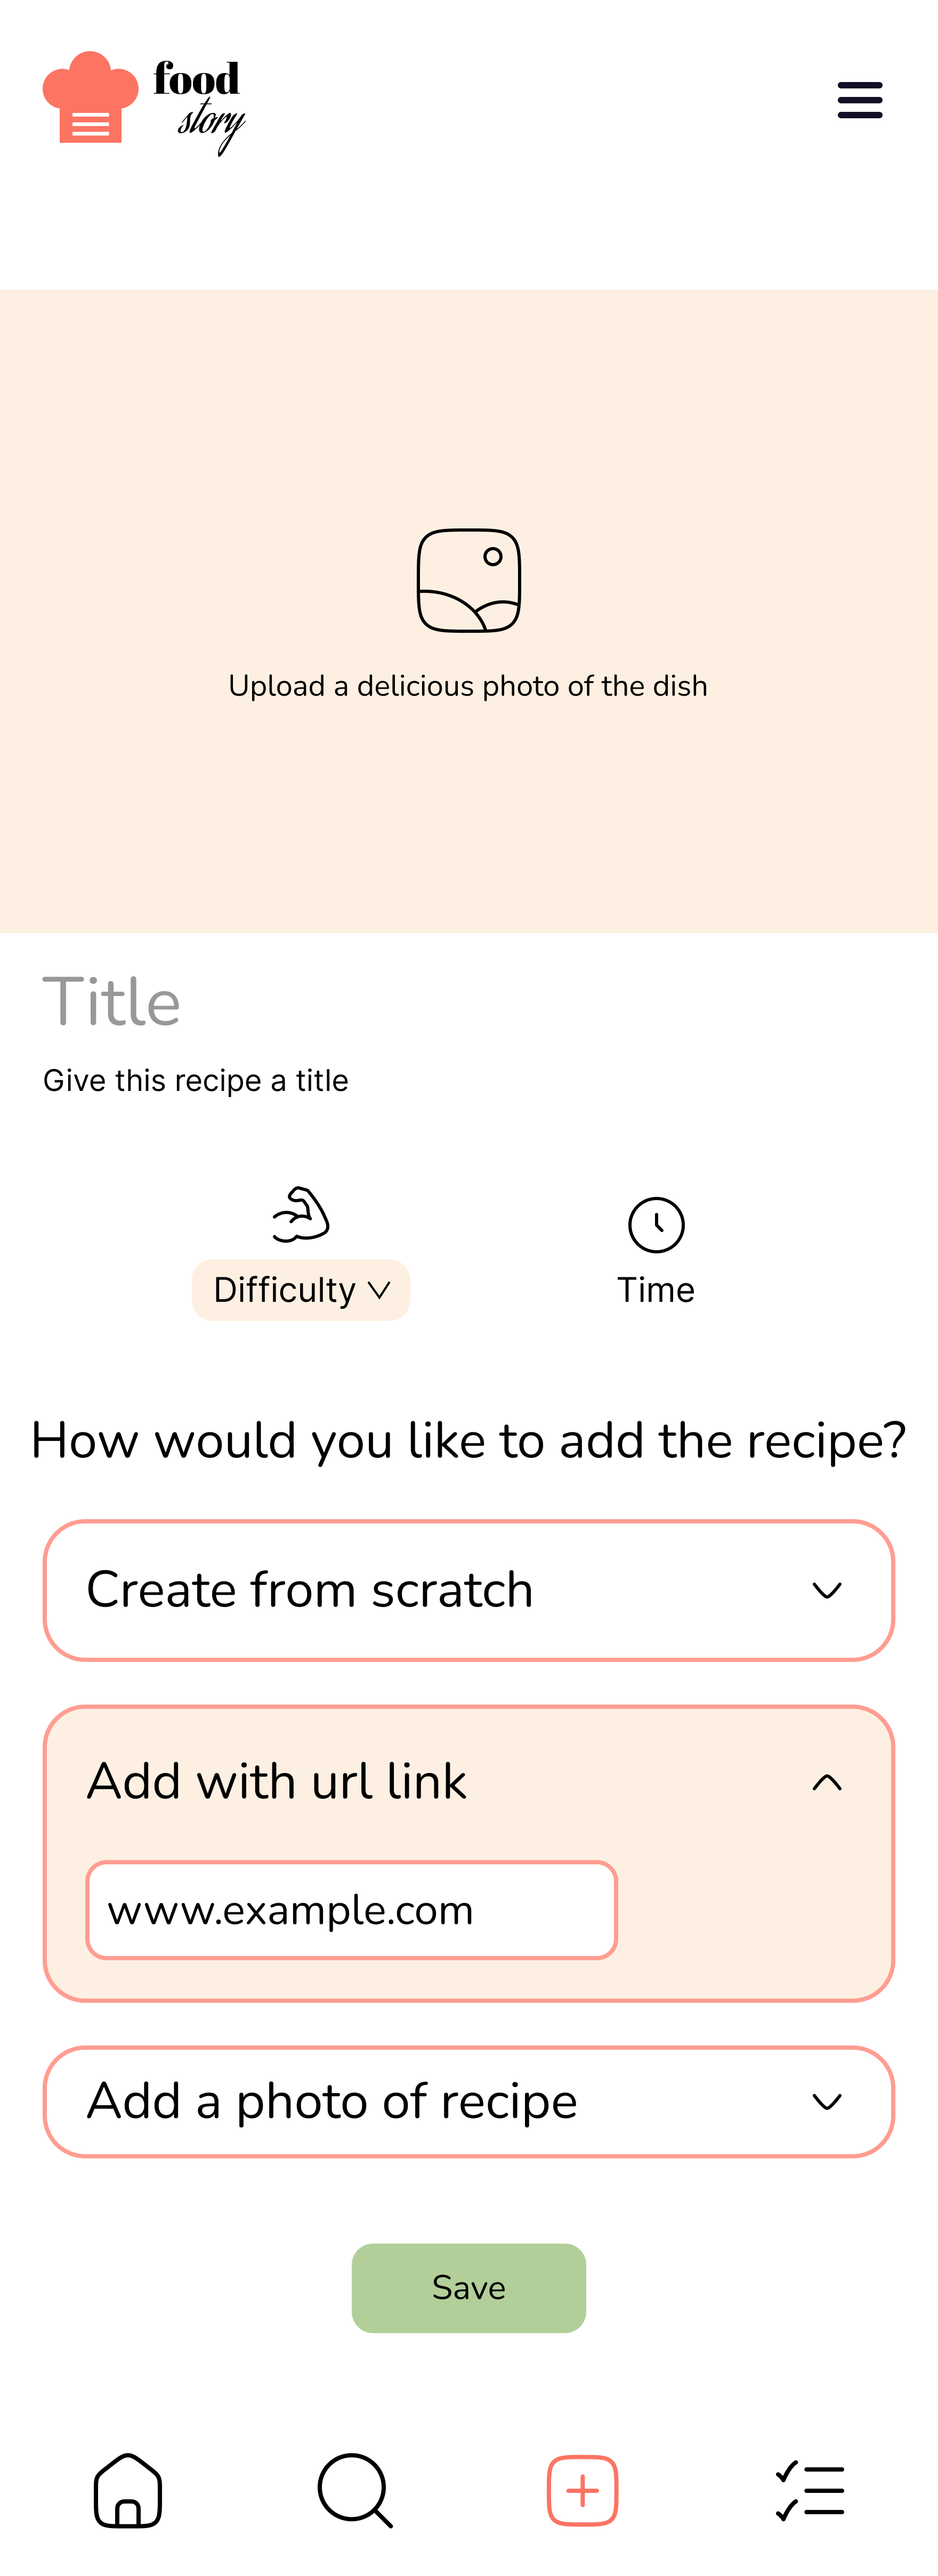 food
story
Upload a delicious photo of the dish
Title
Give this recipe a title
Difficulty
Time
How would you like to add the recipe?
Create from scratch
Add with url link
www.example.com
Add a photo of recipe
Save